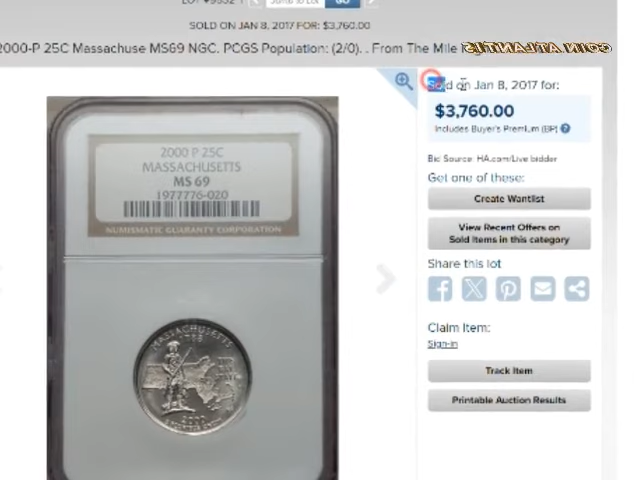 SOLD ON JAN 8, 2017 FOR: $3,760.00
2000-P 25C Massachuse MS69 NGC. PCGS Population: (2/0). . From The Mile
COIN ATLANTIS
Sold on Jan 8, 2017 for:
$3,760.00
Includes Buyer's Premium (BP)
Bid Source: HA.com/Live bidder
Get one of these:
Create Wantlist
View Recent Offers on
Sold Items in this category
Share this lot
Claim Item:
Sign-in
Track Item
Printable Auction Results
2000 P 25C
MASSACHUSETTS
MS 69
1977776-020
NUMISMATIC GUARANTY CORPORATION
MASSACHUSETTS
1788